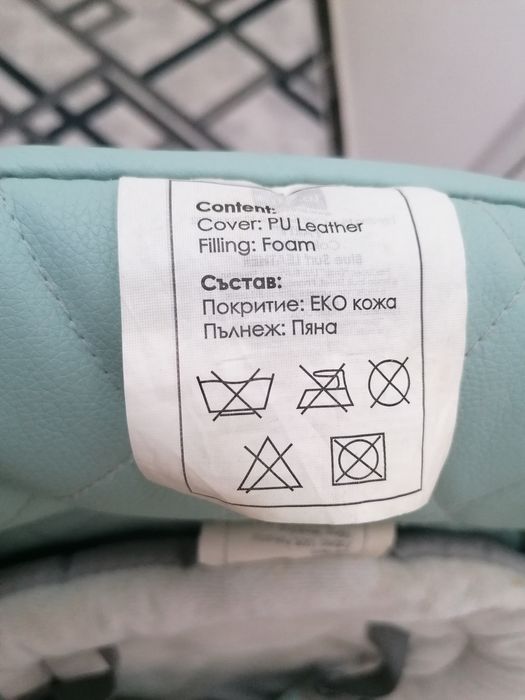 Content:
Cover: PU Leather
Filling: Foam
Състав:
Покритие: ЕКО кожа
Пълнеж: Пяна